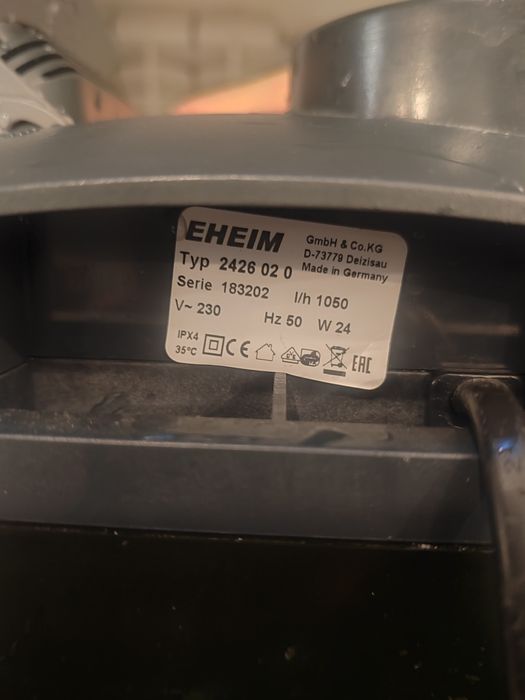 EHEIM
GmbH & Co.KG
D-73779 Deizisau
Made in Germany
Typ 2426 02 0
Serie 183202 l/h 1050
V~ 230 Hz 50 W 24
IPX4
35°C
CE
EAC